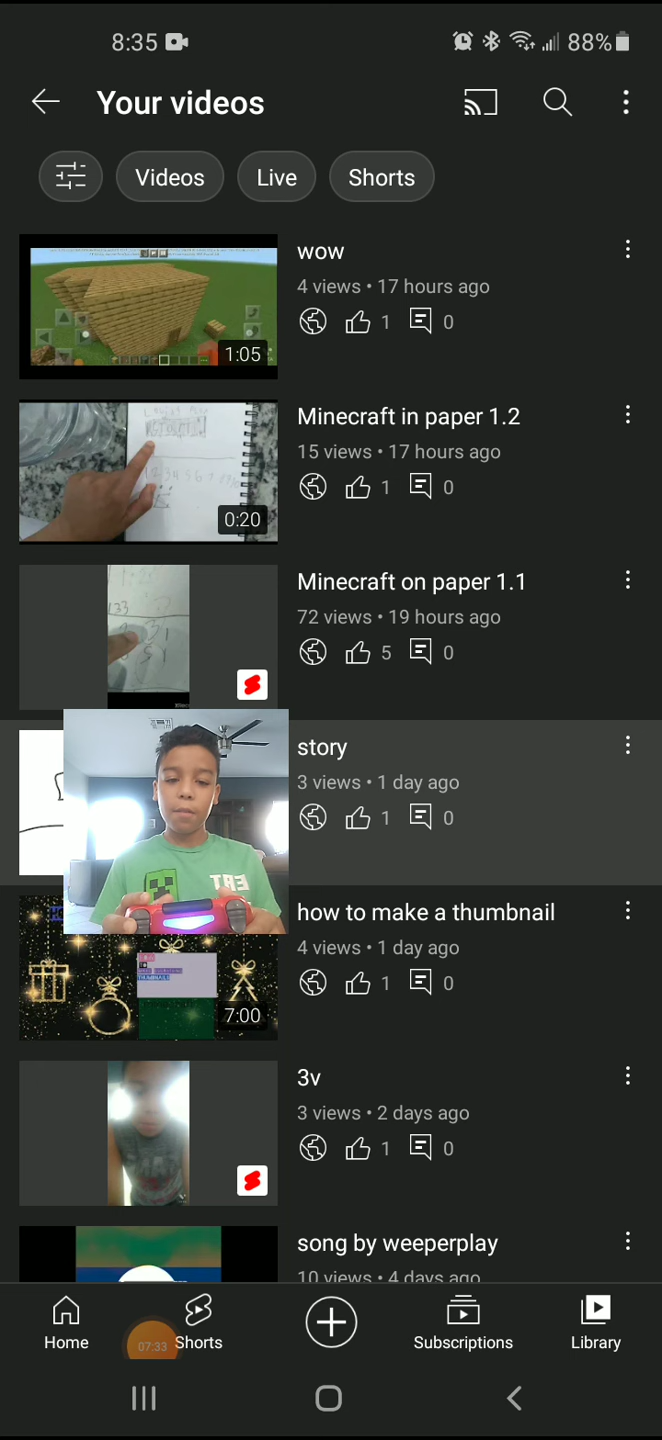 8:35
88%
Your videos
Videos
Live
Shorts
wow
4 views • 17 hours ago
1
0
1:05
Minecraft in paper 1.2
15 views • 17 hours ago
1
0
0:20
Minecraft on paper 1.1
72 views • 19 hours ago
5
0
story
3 views • 1 day ago
1
0
how to make a thumbnail
4 views • 1 day ago
1
0
7:00
3v
3 views • 2 days ago
1
0
song by weeperplay
10 views • 4 days ago
Home
Shorts
Subscriptions
Library
07:33